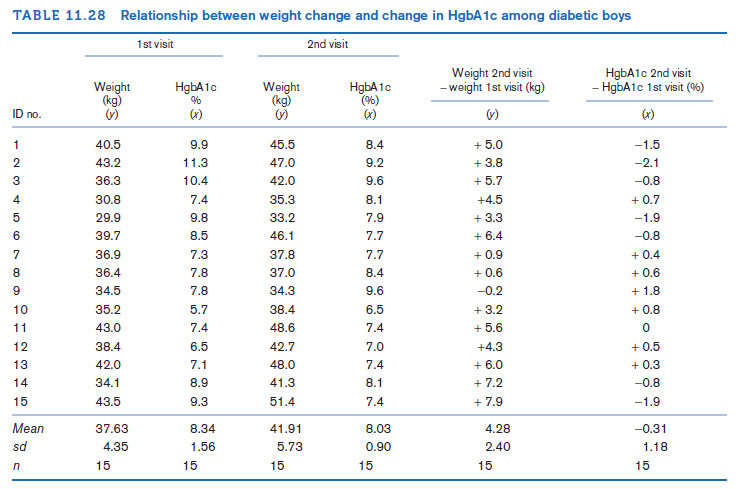 TABLE 11.28 Relationship between weight change and change in HgbA1c among diabetic boys
1st visit 2nd visit
Weight 2nd visit HgbA1c 2nd visit
Weight HgbA1c Weight HgbA1c – weight 1st visit (kg) – HgbA1c 1st visit (%)
(kg) % (kg) (%)
ID no. (y) (x) (y) (x) (y) (x)
1 40.5 9.9 45.5 8.4 + 5.0 –1.5
2 43.2 11.3 47.0 9.2 + 3.8 –2.1
3 36.3 10.4 42.0 9.6 + 5.7 –0.8
4 30.8 7.4 35.3 8.1 +4.5 + 0.7
5 29.9 9.8 33.2 7.9 + 3.3 –1.9
6 39.7 8.5 46.1 7.7 + 6.4 –0.8
7 36.9 7.3 37.8 7.7 + 0.9 + 0.4
8 36.4 7.8 37.0 8.4 + 0.6 + 0.6
9 34.5 7.8 34.3 9.6 –0.2 + 1.8
10 35.2 5.7 38.4 6.5 + 3.2 + 0.8
11 43.0 7.4 48.6 7.4 + 5.6 0
12 38.4 6.5 42.7 7.0 +4.3 + 0.5
13 42.0 7.1 48.0 7.4 + 6.0 + 0.3
14 34.1 8.9 41.3 8.1 + 7.2 –0.8
15 43.5 9.3 51.4 7.4 + 7.9 –1.9
Mean 37.63 8.34 41.91 8.03 4.28 –0.31
sd 4.35 1.56 5.73 0.90 2.40 1.18
n 15 15 15 15 15 15